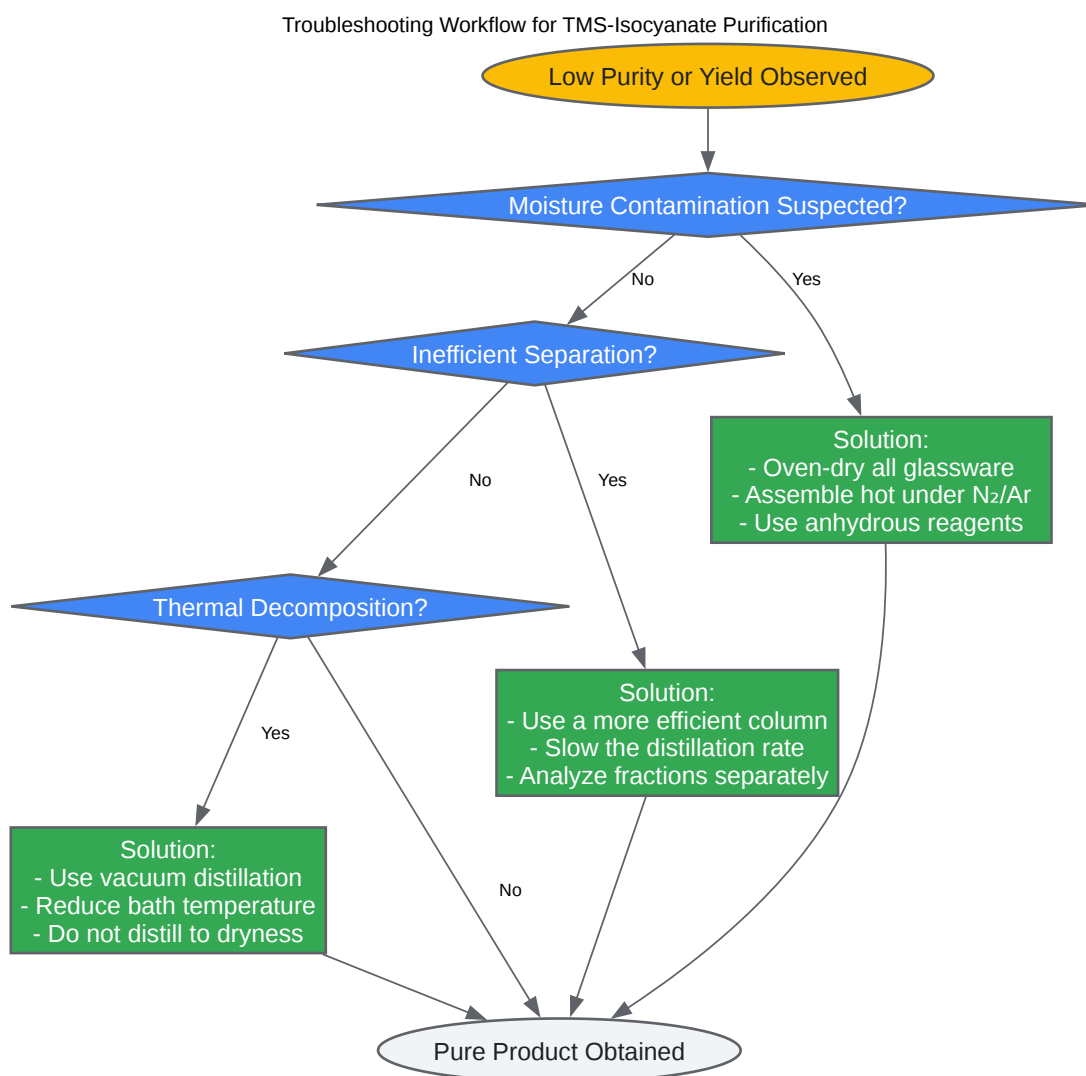 Troubleshooting Workflow for TMS-Isocyanate Purification
Low Purity or Yield Observed
Moisture Contamination Suspected?
No
Yes
Inefficient Separation?
Solution:
- Oven-dry all glassware
- Assemble hot under N₂/Ar
- Use anhydrous reagents
No
Yes
Thermal Decomposition?
Solution:
- Use a more efficient column
- Slow the distillation rate
- Analyze fractions separately
Yes
Solution:
- Use vacuum distillation
- Reduce bath temperature
- Do not distill to dryness
No
Pure Product Obtained